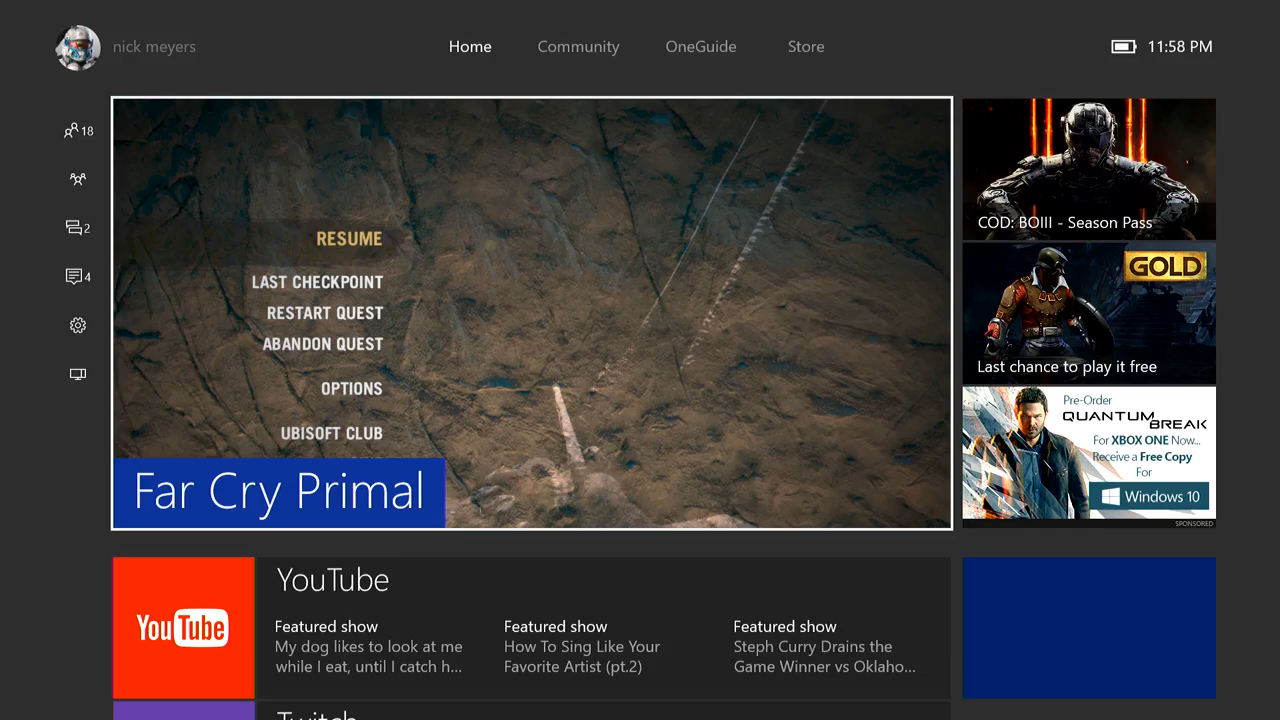 nick meyers
Home
Community
OneGuide
Store
11:58 PM
18
2
4
RESUME
LAST CHECKPOINT
RESTART QUEST
ABANDON QUEST
OPTIONS
UBISOFT CLUB
Far Cry Primal
COD: BOIII - Season Pass
GOLD
Last chance to play it free
Pre-Order
QUANTUM
BREAK
For XBOX ONE Now...
Receive a Free Copy
For
Windows 10
SPONSORED
YouTube
YouTube
Featured show
My dog likes to look at me
while I eat, until I catch h...
Featured show
How To Sing Like Your
Favorite Artist (pt.2)
Featured show
Steph Curry Drains the
Game Winner vs Oklaho...
Twitch